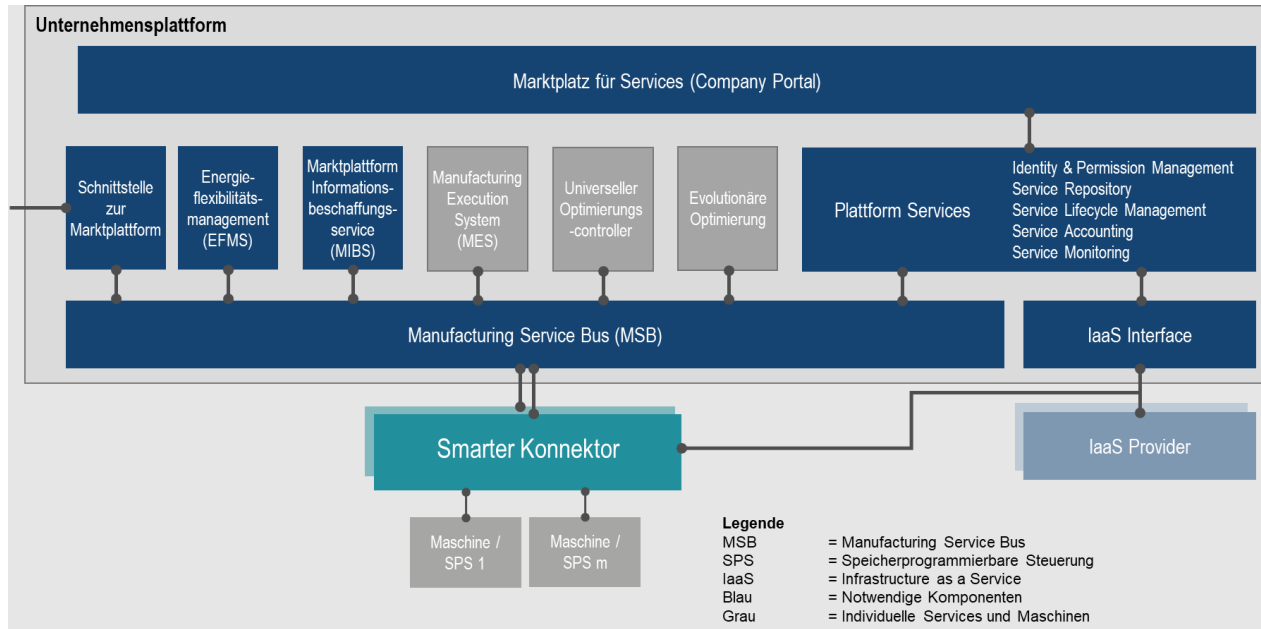 Unternehmensplattform
Marktplatz für Services (Company Portal)
Schnittstelle
zur
Marktplattform
Energie-
flexibilitäts-
management
(EFMS)
Marktplattform
Informations-
beschaffungs-
service
(MIBS)
Manufacturing
Execution
System
(MES)
Universeller
Optimierungs
-controller
Evolutionäre
Optimierung
Plattform Services
Identity & Permission Management
Service Repository
Service Lifecycle Management
Service Accounting
Service Monitoring
Manufacturing Service Bus (MSB)
IaaS Interface
Smarter Konnektor
IaaS Provider
Maschine /
SPS 1
Maschine /
SPS m
Legende
MSB = Manufacturing Service Bus
SPS = Speicherprogrammierbare Steuerung
IaaS = Infrastructure as a Service
Blau = Notwendige Komponenten
Grau = Individuelle Services und Maschinen